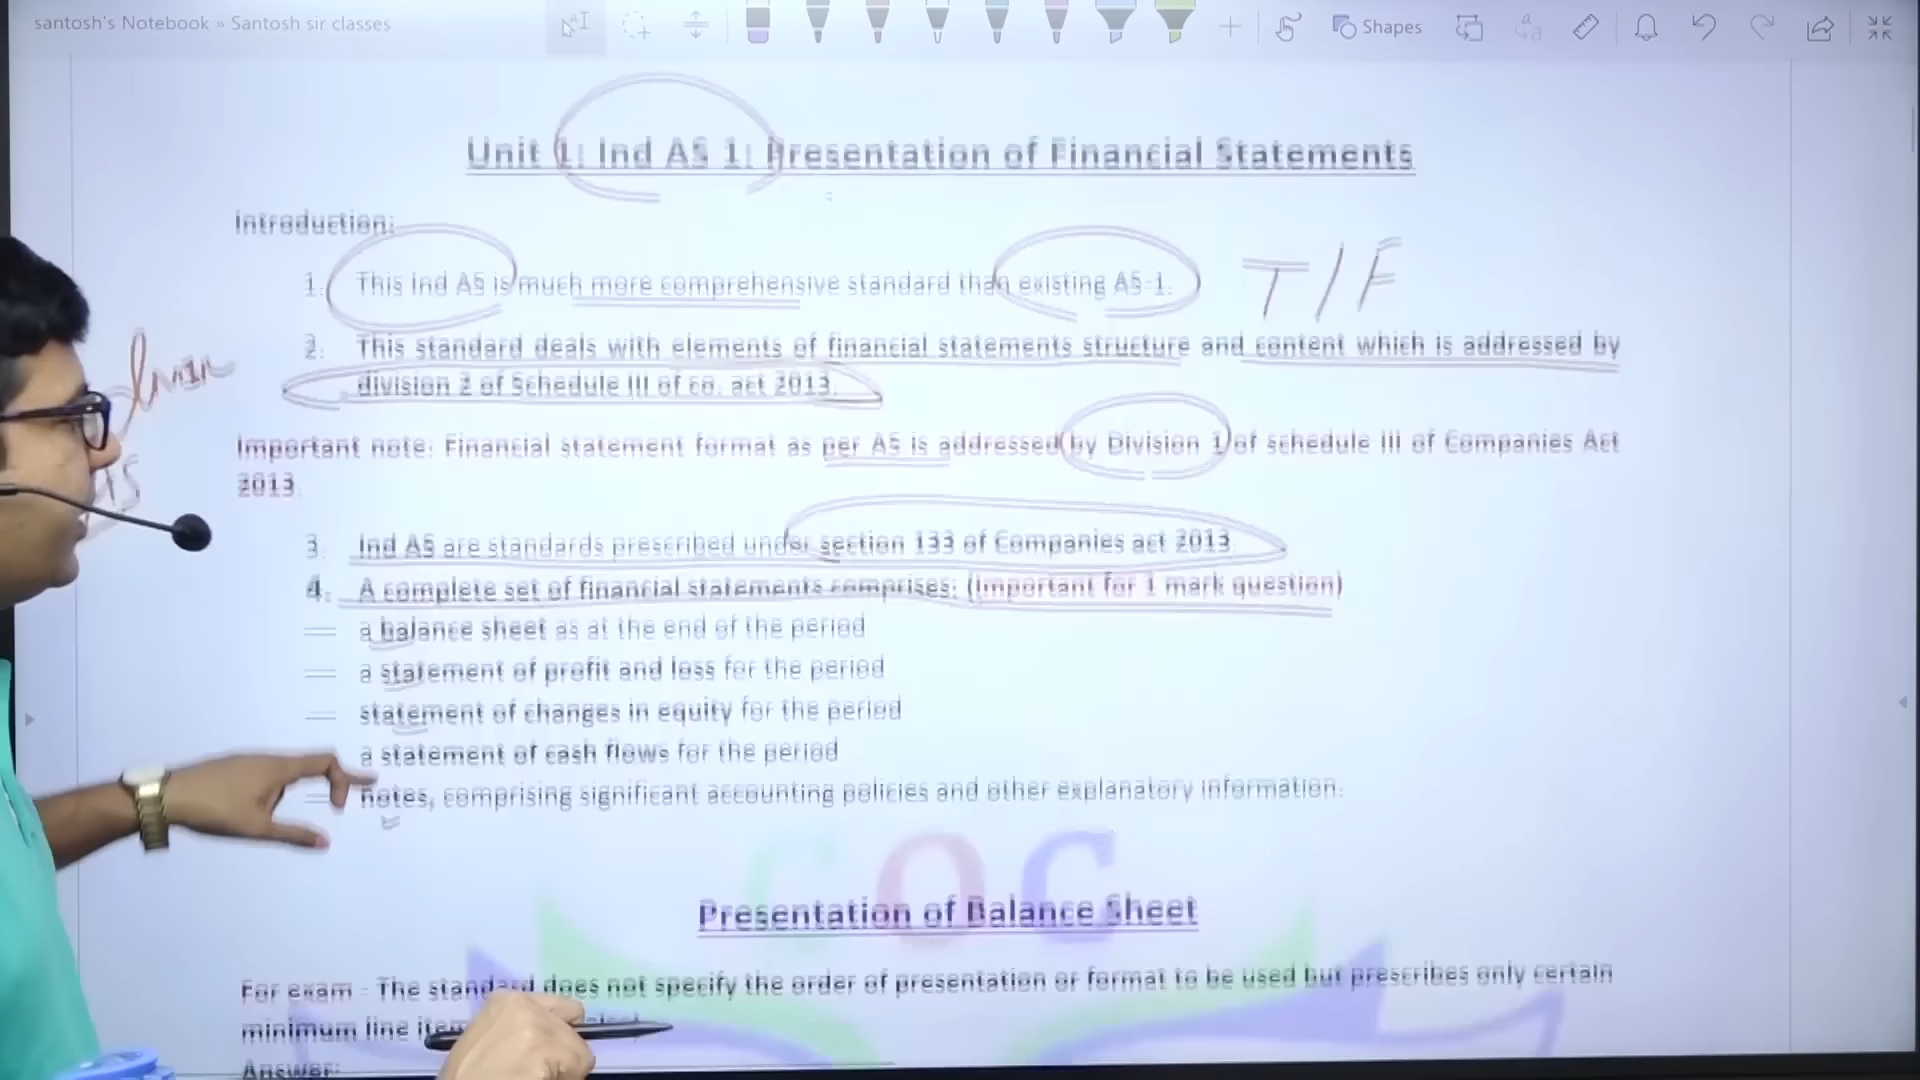 santosh's Notebook » Santosh sir classes
Shapes
Unit 1: Ind AS 1: Presentation of Financial Statements
Introduction:
1. This Ind AS is much more comprehensive standard than existing AS-1. T/F
2. This standard deals with elements of financial statements structure and content which is addressed by
division 2 of Schedule III of co. act 2013.
Important note: Financial statement format as per AS is addressed by Division 1 of schedule III of Companies Act
2013
3. Ind AS are standards prescribed under section 133 of Companies act 2013
4. A complete set of financial statements comprises: (Important for 1 mark question)
a balance sheet as at the end of the period
a statement of profit and loss for the period
statement of changes in equity for the period
a statement of cash flows for the period
notes, comprising significant accounting policies and other explanatory information.
COC
Presentation of Balance Sheet
For exam - The standard does not specify the order of presentation or format to be used but prescribes only certain
minimum line
Answer: